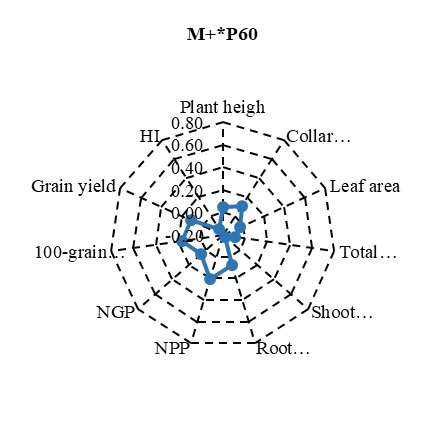 M+*P60
Plant heigh
0.80
HI
Collar…
0.60
0.40
Grain yield
Leaf area
0.20
0.00
-0.20
100-grain…
Total…
NGP
Shoot…
NPP
Root…